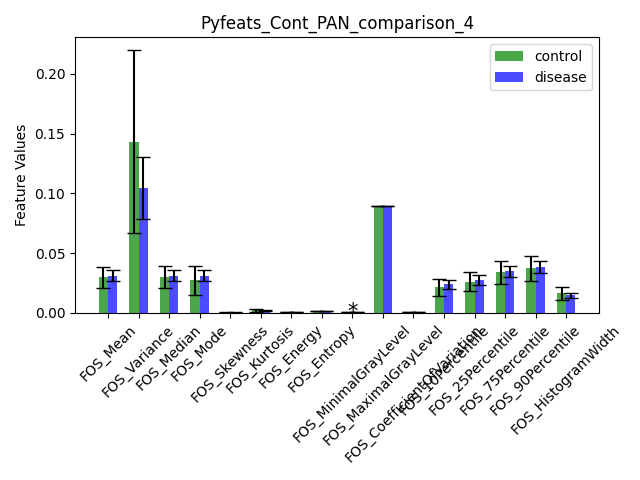 Pyfeats_Cont_PAN_comparison_4
control
disease
Feature Values
0.20
0.15
0.10
0.05
0.00
*
FOS_Mean
FOS_Variance
FOS_Median
FOS_Mode
FOS_Skewness
FOS_Kurtosis
FOS_Energy
FOS_Entropy
FOS_MinimalGrayLevel
FOS_MaximalGrayLevel
FOS_CoefficientOfVariation
FOS_10Percentile
FOS_25Percentile
FOS_75Percentile
FOS_90Percentile
FOS_HistogramWidth